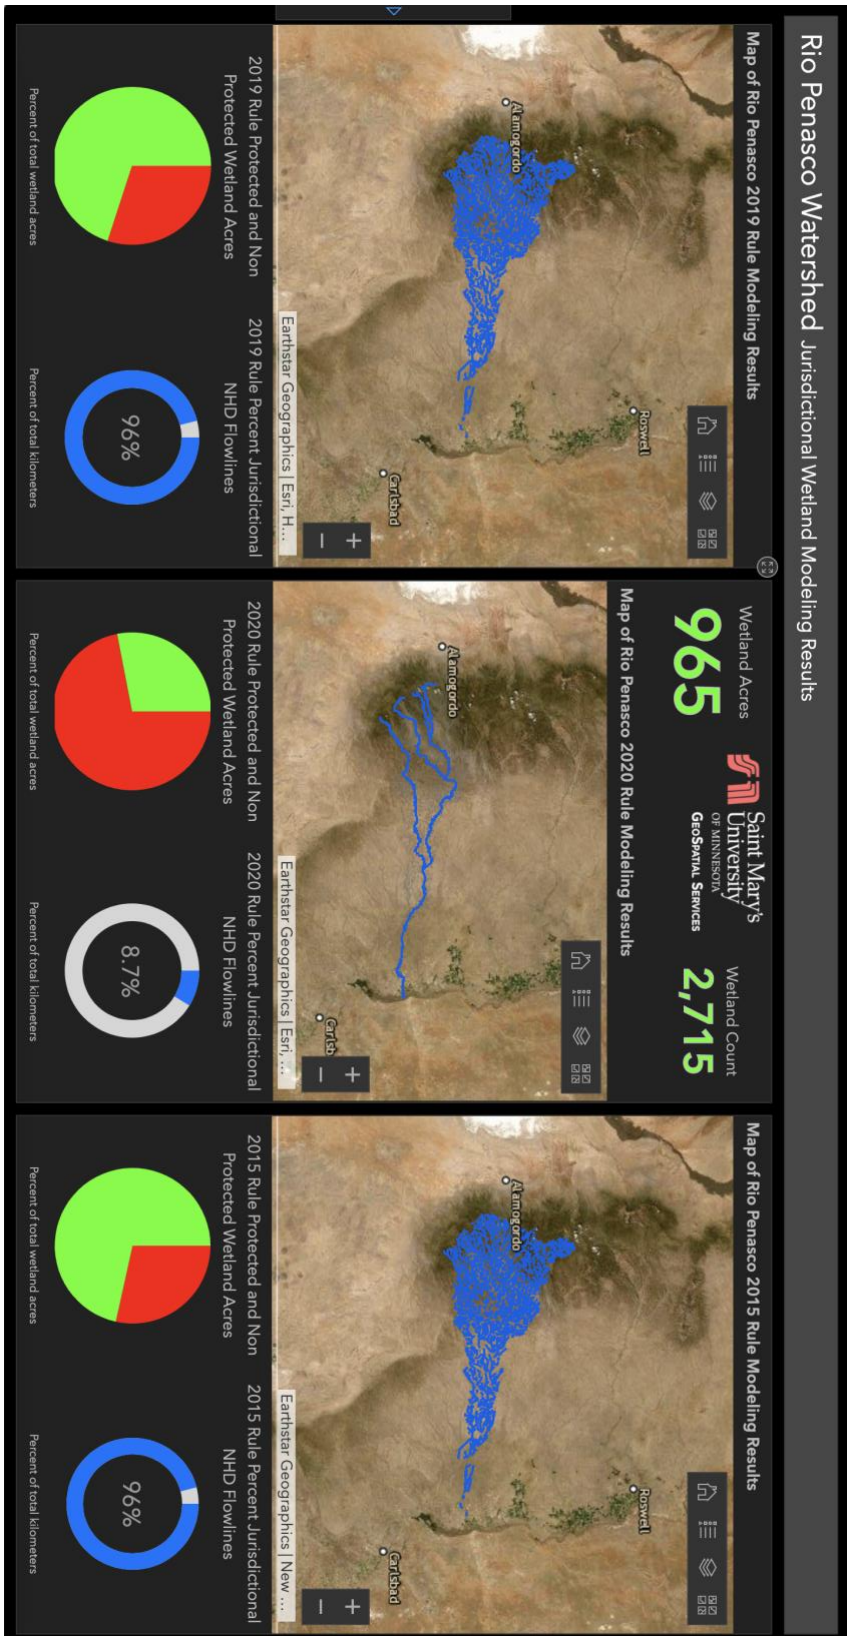 Rio Penasco Watershed Jurisdictional Wetland Modeling Results
Map of Rio Penasco 2019 Rule Modeling Results
Alamogordo
Roswell
Carlsbad
+
−
Earthstar Geographics | Esri, H...
2019 Rule Protected and Non
Protected Wetland Acres
Percent of total wetland acres
2019 Rule Percent Jurisdictional
NHD Flowlines
96%
Percent of total kilometers
Wetland Acres
965
Saint Mary's
University
OF MINNESOTA
GEOSPATIAL SERVICES
Wetland Count
2,715
Map of Rio Penasco 2020 Rule Modeling Results
Alamogordo
Carlsb
+
−
Earthstar Geographics | Esri, ...
2020 Rule Protected and Non
Protected Wetland Acres
Percent of total wetland acres
2020 Rule Percent Jurisdictional
NHD Flowlines
8.7%
Percent of total kilometers
Map of Rio Penasco 2015 Rule Modeling Results
Alamogordo
Roswell
Carlsbad
+
−
Earthstar Geographics | New ...
2015 Rule Protected and Non
Protected Wetland Acres
Percent of total wetland acres
2015 Rule Percent Jurisdictional
NHD Flowlines
96%
Percent of total kilometers